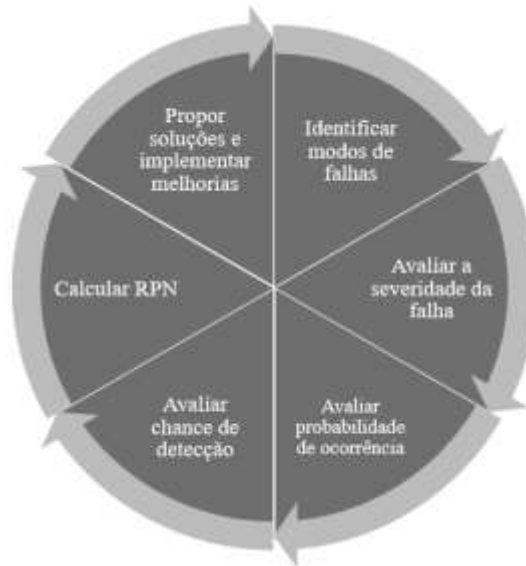 Identificar
modos de
falhas
Avaliar a
severidade da
falha
Avaliar
probabilidade
de ocorrência
Avaliar
chance de
detecção
Calcular RPN
Propor
soluções e
implementar
melhorias